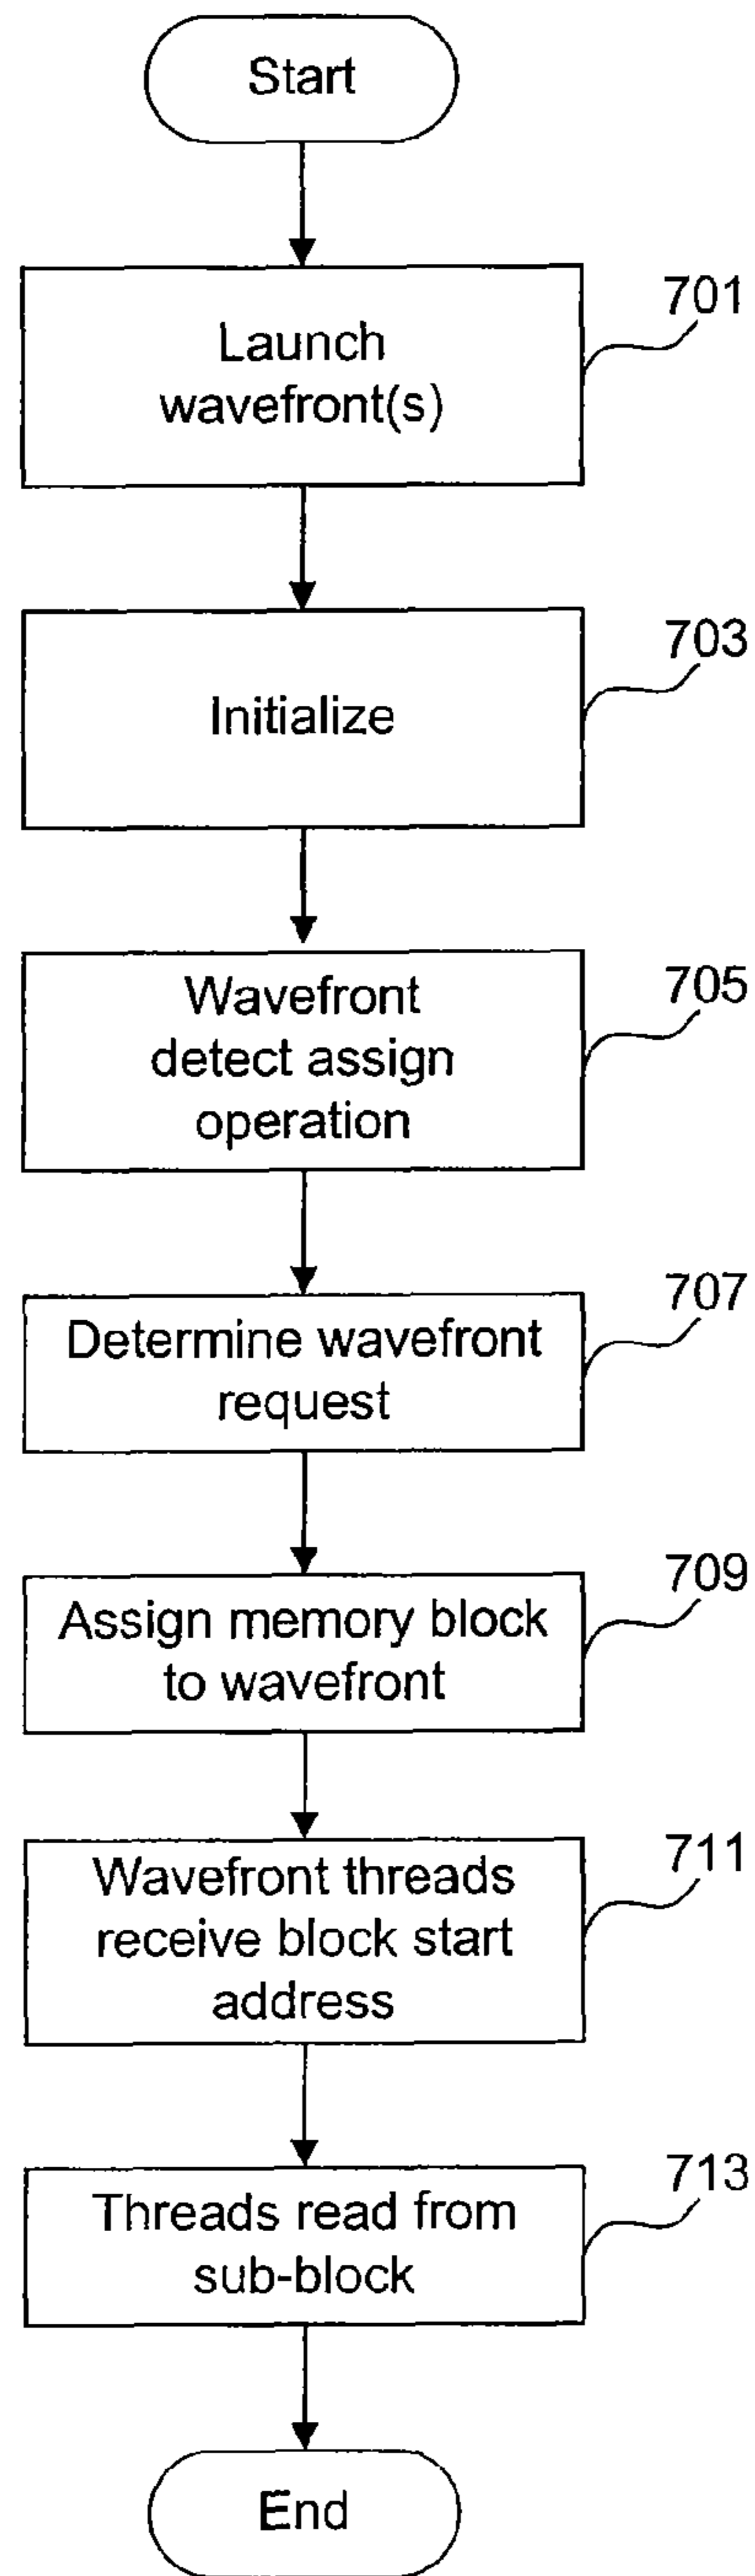 Start
701
Launch
wavefront(s)
703
Initialize
705
Wavefront
detect assign
operation
707
Determine wavefront
request
709
Assign memory block
to wavefront
711
Wavefront threads
receive block start
address
713
Threads read from
sub-block
End